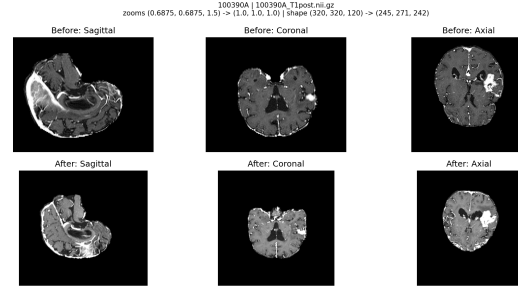 100390A | 100390A_T1post.nii.gz
zooms (0.6875, 0.6875, 1.5) -> (1.0, 1.0, 1.0) | shape (320, 320, 120) -> (245, 271, 242)
Before: Sagittal
Before: Coronal
Before: Axial
After: Sagittal
After: Coronal
After: Axial